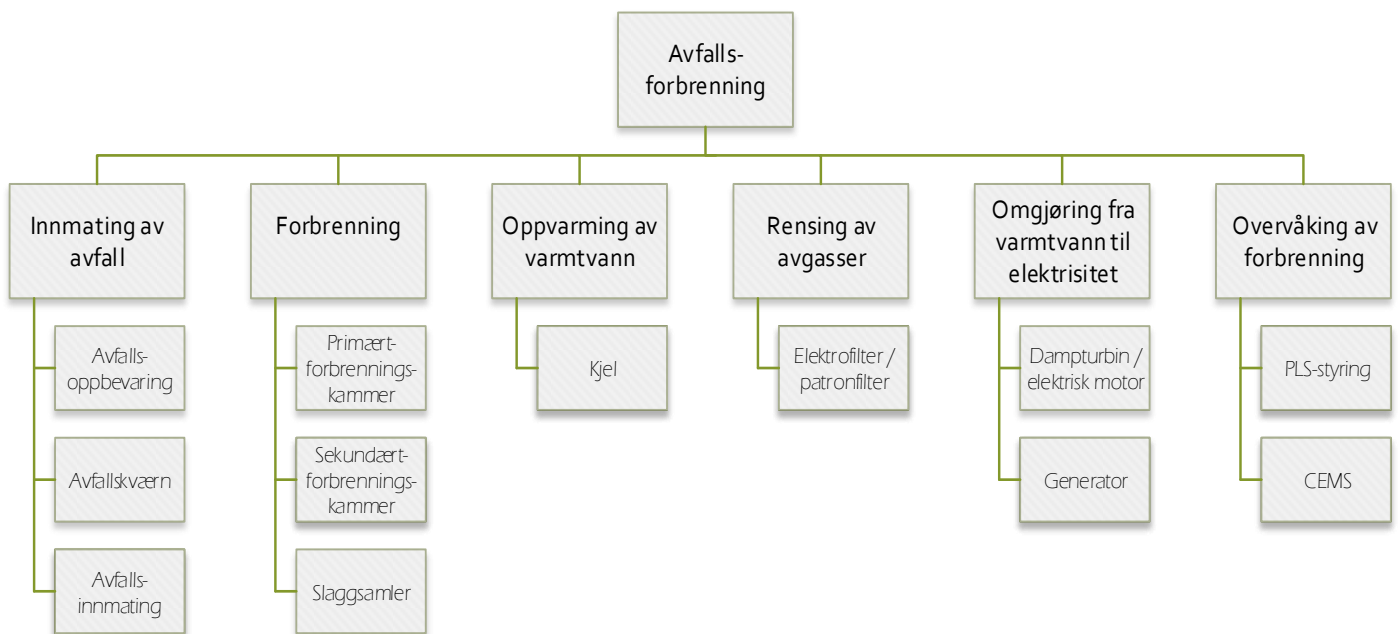 Avfalls-
forbrenning
Innmating av
avfall
Avfalls-
oppbevaring
Avfallskværn
Avfalls-
innmating
Forbrenning
Primært-
forbrennings-
kammer
Sekundært-
forbrennings-
kammer
Slaggsamler
Oppvarming av
varmtvann
Kjel
Rensing av
avgasser
Elektrofilter /
patronfilter
Omgjøring fra
varmtvann til
elektrisitet
Dampturbin /
elektrisk motor
Generator
Overvåking av
forbrenning
PLS-styring
CEMS